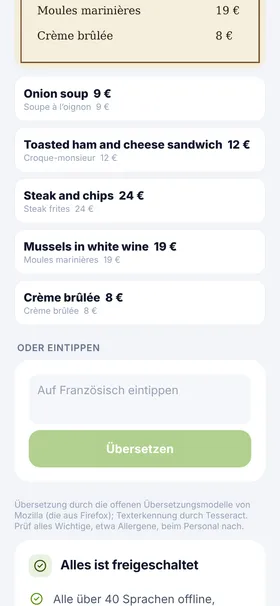 Moules marinières 19 €
Crème brûlée 8 €
Onion soup 9 €
Soupe à l'oignon 9 €
Toasted ham and cheese sandwich 12 €
Croque-monsieur 12 €
Steak and chips 24 €
Steak frites 24 €
Mussels in white wine 19 €
Moules marinières 19 €
Crème brûlée 8 €
Crème brûlée 8 €
ODER EINTIPPEN
Auf Französisch eintippen
Übersetzen
Übersetzung durch die offenen Übersetzungsmodelle von
Mozilla (die aus Firefox); Texterkennung durch Tesseract.
Prüf alles Wichtige, etwa Allergene, beim Personal nach.
Alles ist freigeschaltet
Alle über 40 Sprachen offline,